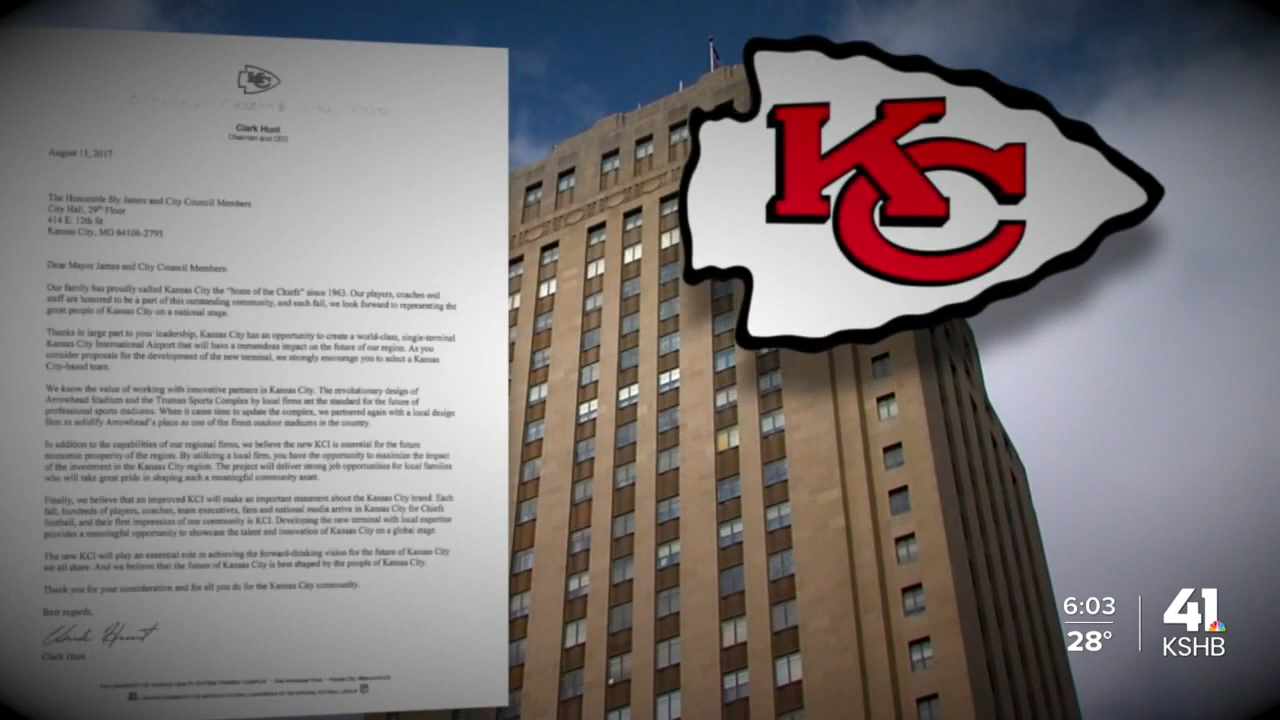 KC
Clark Hunt
Chairman and CEO
August 11, 2017
The Honorable Sly James and City Council Members
City Hall, 29th Floor
414 E. 12th St.
Kansas City, MO 64106-2795
Dear Mayor James and City Council Members:
Our family has proudly called Kansas City the "home of the Chiefs" since 1963. Our players, coaches and
staff are honored to be a part of this outstanding community, and each fall, we look forward to representing the
great people of Kansas City on a national stage.
Thanks in large part to your leadership, Kansas City has an opportunity to create a world-class, single-terminal
Kansas City International Airport that will have a tremendous impact on the future of our region. As you
consider proposals for the development of the new terminal, we strongly encourage you to select a Kansas
City-based team.
We know the value of working with innovative partners in Kansas City. The revolutionary design of
Arrowhead Stadium and the Truman Sports Complex by local firms set the standard for the future of
professional sports stadiums. When it came time to update the complex, we partnered again with a local design
firm to solidify Arrowhead's place as one of the finest outdoor stadiums in the country.
In addition to the capabilities of our regional firms, we believe the new KCI is essential for the future
economic prosperity of the region. By utilizing a local firm, you have the opportunity to maximize the impact
of the investment in the Kansas City region. The project will deliver strong job opportunities for local families
who will take great pride in shaping such a meaningful community asset.
Finally, we believe that an improved KCI will make an important statement about the Kansas City brand. Each
fall, hundreds of players, coaches, team executives, fans and national media arrive in Kansas City for Chiefs
football, and their first impression of our community is KCI. Developing the new terminal with local expertise
provides a meaningful opportunity to showcase the talent and innovation of Kansas City on a global stage.
The new KCI will play an essential role in achieving the forward-thinking vision for the future of Kansas City
we all share. And we believe that the future of Kansas City is best shaped by the people of Kansas City.
Thank you for your consideration and for all you do for the Kansas City community.
Best regards,
Clark Hunt
Clark Hunt
KC
6:03
28°
41
KSHB